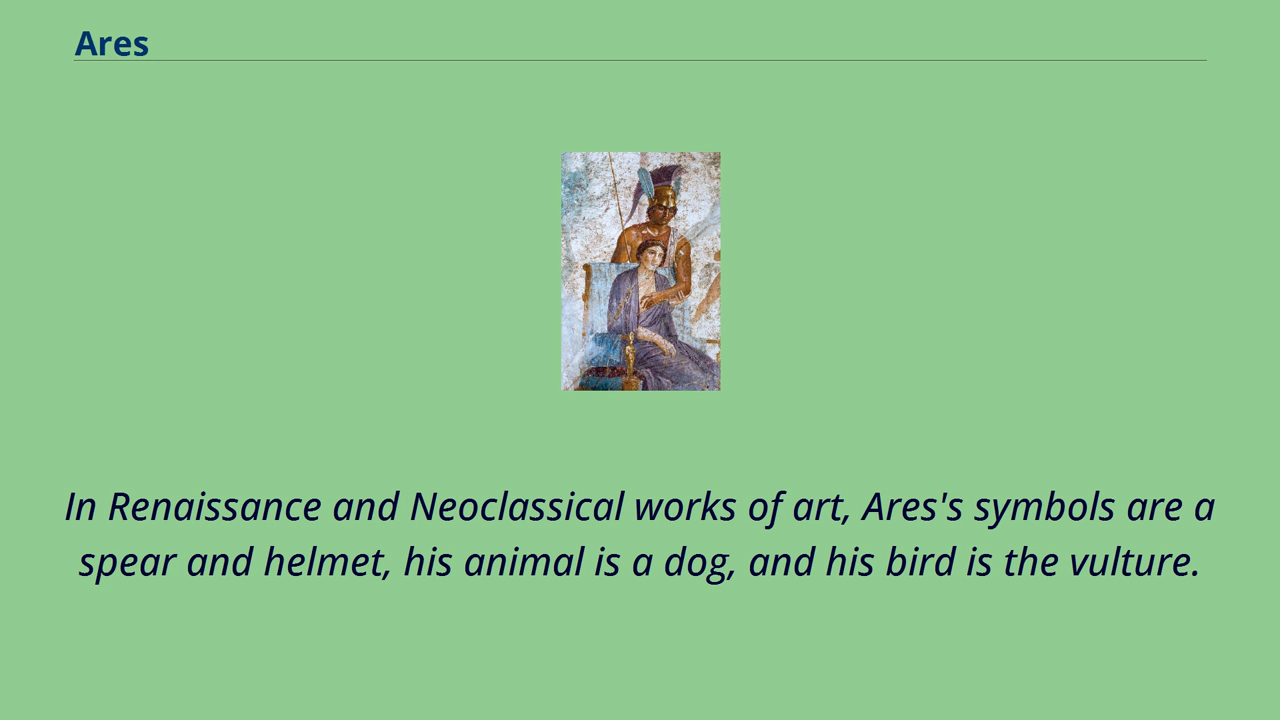 Ares
In Renaissance and Neoclassical works of art, Ares's symbols are a
spear and helmet, his animal is a dog, and his bird is the vulture.